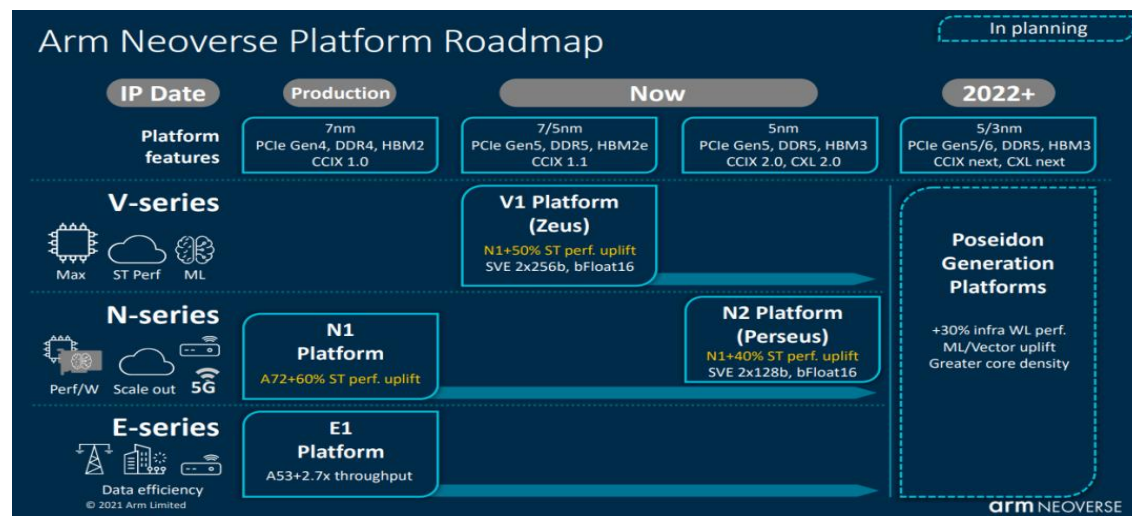 Arm Neoverse Platform Roadmap
In planning
IP Date
Production
Now
2022+
Platform
features
7nm
PCIe Gen4, DDR4, HBM2
CCIX 1.0
7/5nm
PCIe Gen5, DDR5, HBM2e
CCIX 1.1
5nm
PCIe Gen5, DDR5, HBM3
CCIX 2.0, CXL 2.0
5/3nm
PCIe Gen5/6, DDR5, HBM3
CCIX next, CXL next
V-series
Max
ST Perf
ML
V1 Platform
(Zeus)
N1+50% ST perf. uplift
SVE 2x256b, bFloat16
N-series
Perf/W
Scale out
5G
N1
Platform
A72+60% ST perf. uplift
N2 Platform
(Perseus)
N1+40% ST perf. uplift
SVE 2x128b, bFloat16
E-series
Data efficiency
E1
Platform
A53+2.7x throughput
Poseidon
Generation
Platforms
+30% infra WL perf.
ML/Vector uplift
Greater core density
© 2021 Arm Limited
arm NEOVERSE